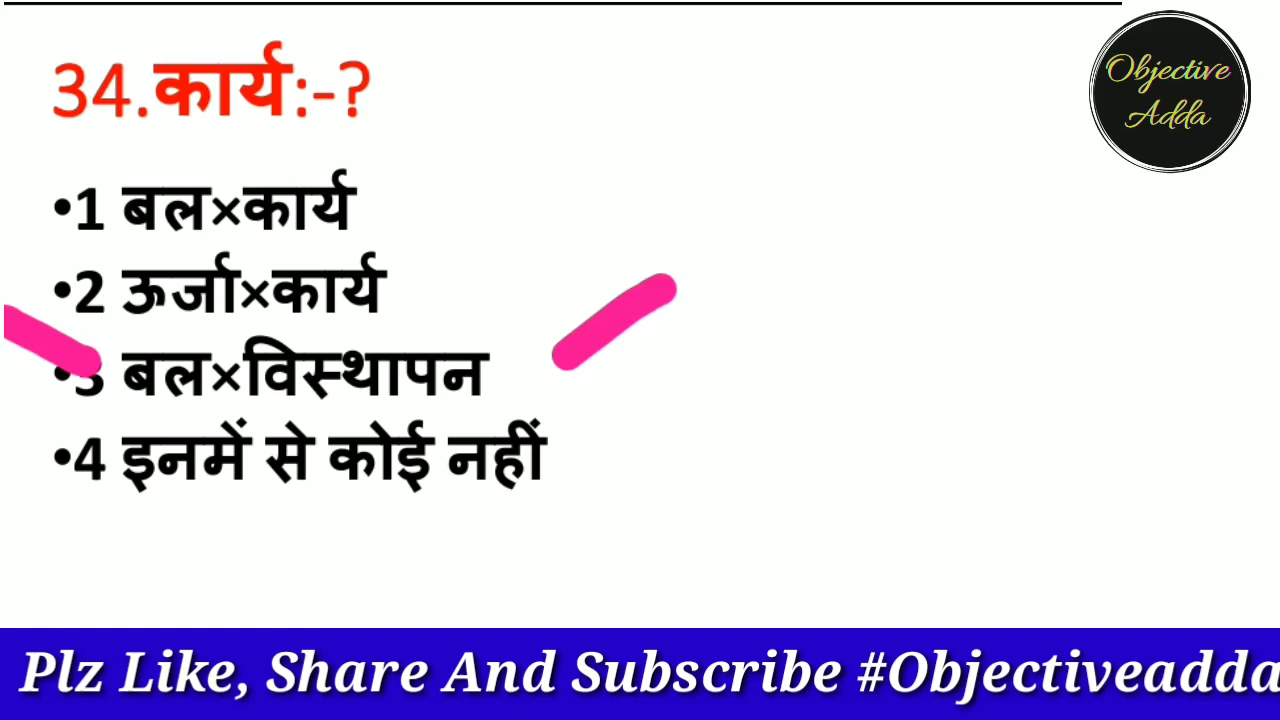 34.कार्य:-?
Objective
Adda
•1 बल×कार्य
•2 ऊर्जा×कार्य
•3 बल×विस्थापन
•4 इनमें से कोई नहीं
Plz Like, Share And Subscribe #Objectiveadda